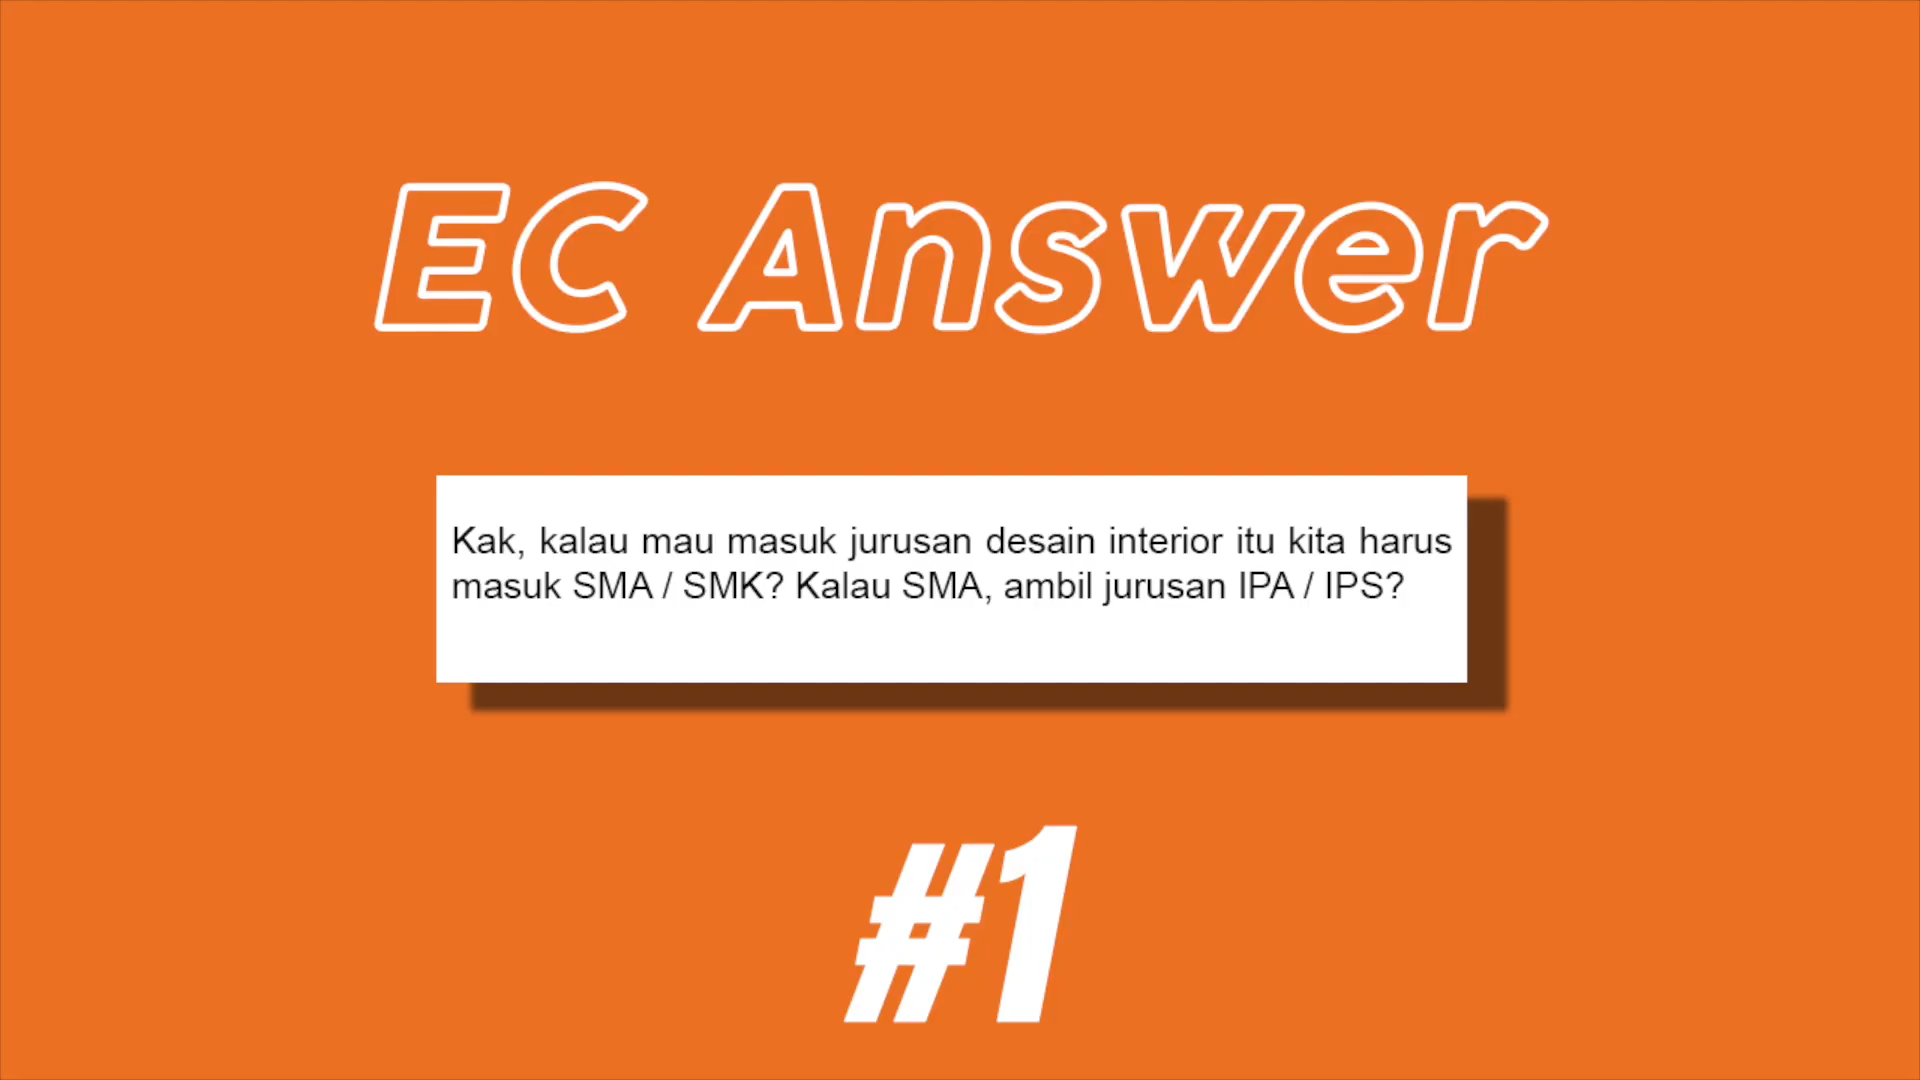 EC Answer
Kak, kalau mau masuk jurusan desain interior itu kita harus
masuk SMA / SMK? Kalau SMA, ambil jurusan IPA / IPS?
#1